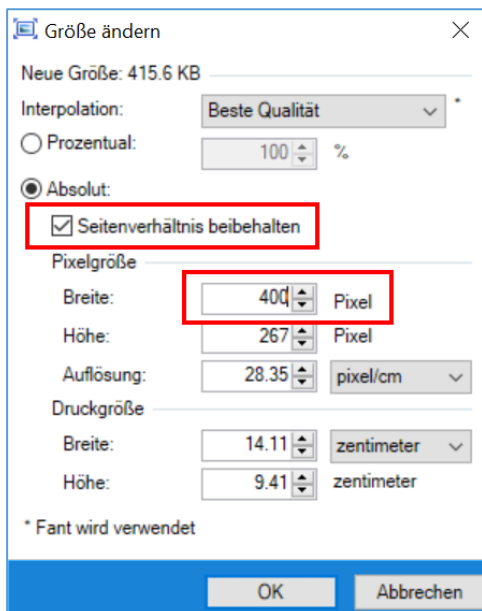 Größe ändern
Neue Größe: 415.6 KB
Interpolation: Beste Qualität *
Prozentual: 100 %
Absolut:
Seitenverhältnis beibehalten
Pixelgröße
Breite: 400 Pixel
Höhe: 267 Pixel
Auflösung: 28.35 pixel/cm
Druckgröße
Breite: 14.11 zentimeter
Höhe: 9.41 zentimeter
* Fant wird verwendet
OK Abbrechen